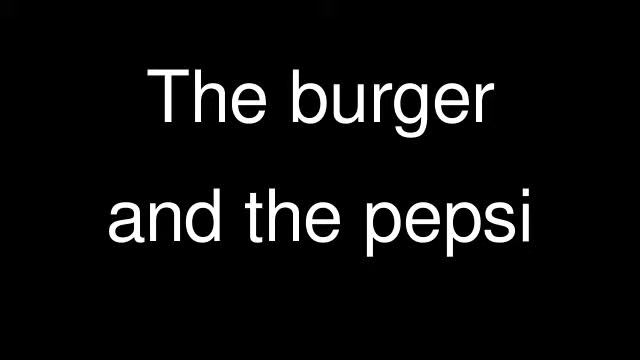 The burger
and the pepsi